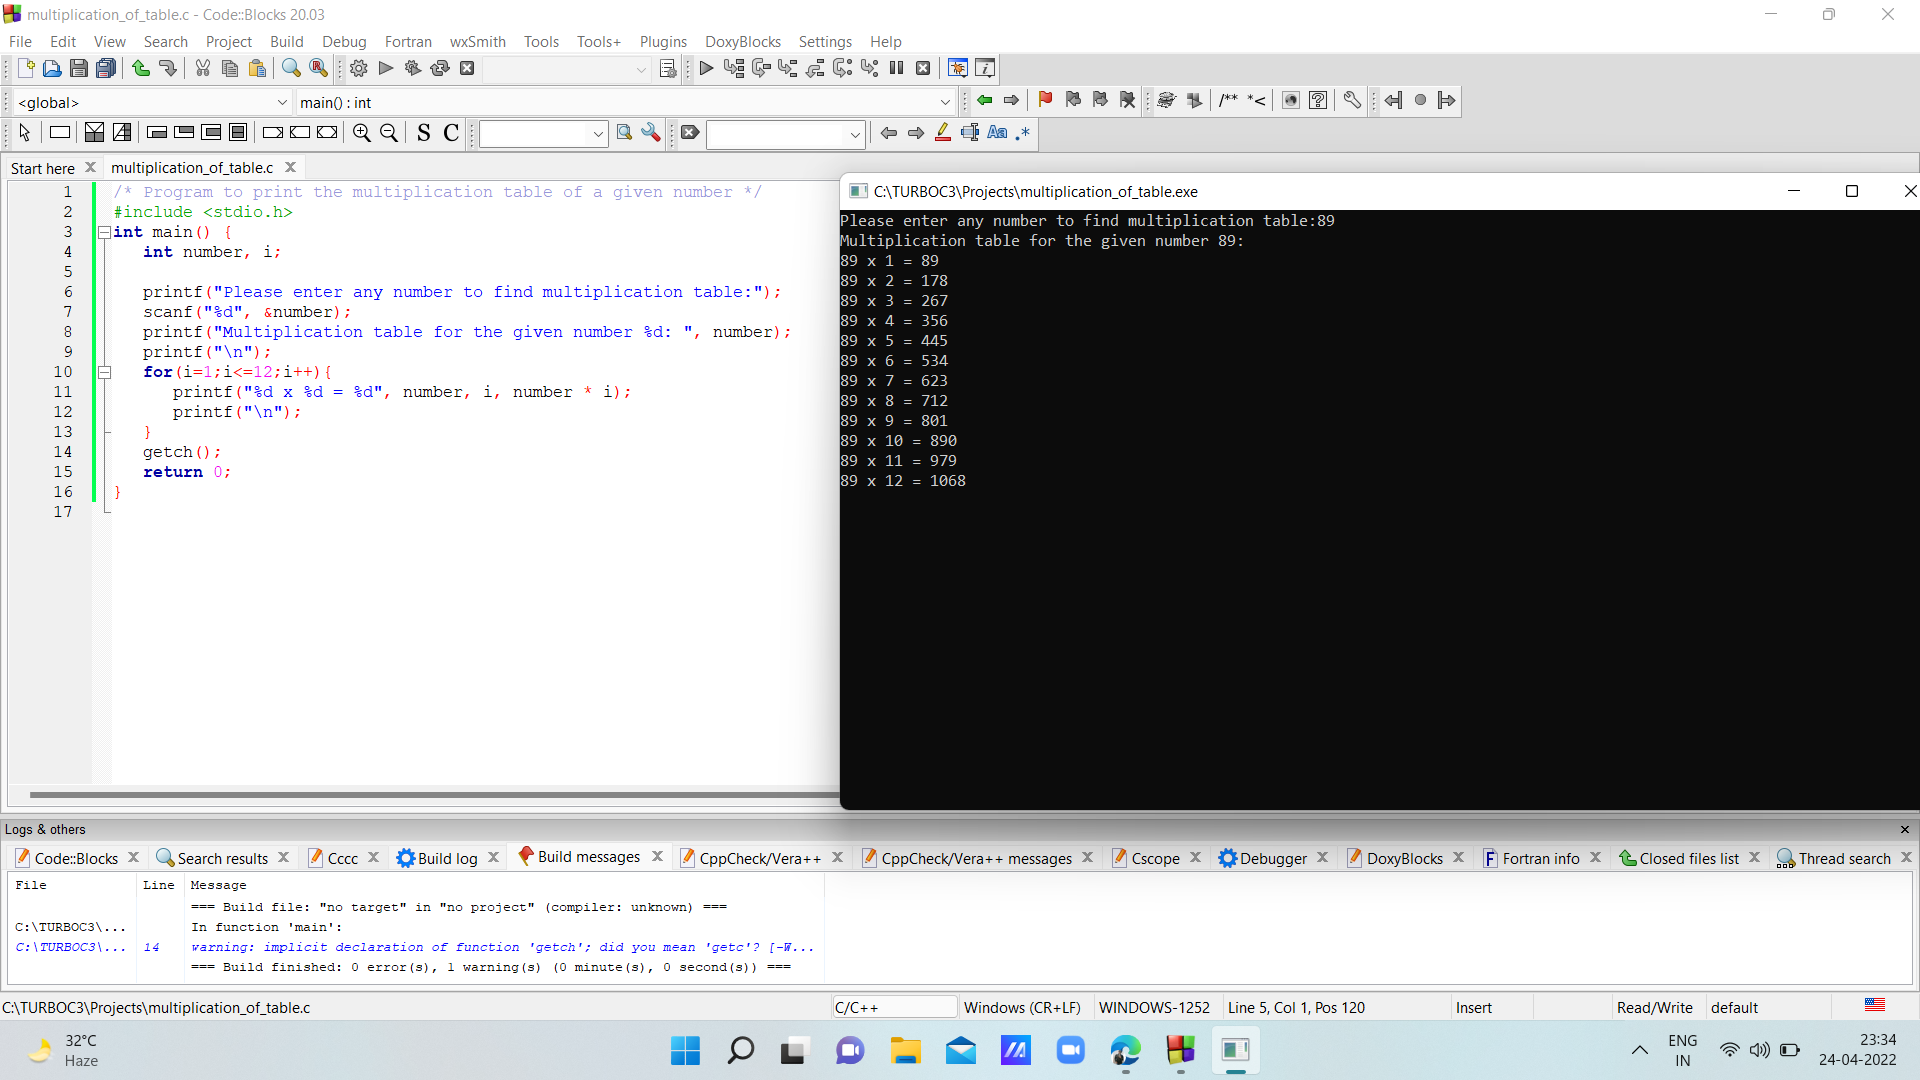 multiplication_of_table.c - Code::Blocks 20.03
File Edit View Search Project Build Debug Fortran wxSmith Tools Tools+ Plugins DoxyBlocks Settings Help
<global> main() : int
/** *<
S C Aa .*
Start here multiplication_of_table.c
1 /* Program to print the multiplication table of a given number */
2 #include <stdio.h>
3 int main() {
4 int number, i;
5
6 printf("Please enter any number to find multiplication table:");
7 scanf("%d", &number);
8 printf("Multiplication table for the given number %d: ", number);
9 printf("\n");
10 for(i=1;i<=12;i++){
11 printf("%d x %d = %d", number, i, number * i);
12 printf("\n");
13 }
14 getch();
15 return 0;
16 }
17
C:\TURBOC3\Projects\multiplication_of_table.exe
Please enter any number to find multiplication table:89
Multiplication table for the given number 89:
89 x 1 = 89
89 x 2 = 178
89 x 3 = 267
89 x 4 = 356
89 x 5 = 445
89 x 6 = 534
89 x 7 = 623
89 x 8 = 712
89 x 9 = 801
89 x 10 = 890
89 x 11 = 979
89 x 12 = 1068
Logs & others
Code::Blocks Search results Cccc Build log Build messages CppCheck/Vera++ CppCheck/Vera++ messages Cscope Debugger DoxyBlocks Fortran info Closed files list Thread search
File Line Message
=== Build file: "no target" in "no project" (compiler: unknown) ===
C:\TURBOC3\... In function 'main':
C:\TURBOC3\... 14 warning: implicit declaration of function 'getch'; did you mean 'getc'? [-W...
=== Build finished: 0 error(s), 1 warning(s) (0 minute(s), 0 second(s)) ===
C:\TURBOC3\Projects\multiplication_of_table.c C/C++ Windows (CR+LF) WINDOWS-1252 Line 5, Col 1, Pos 120 Insert Read/Write default
32°C
Haze
ENG
IN
23:34
24-04-2022